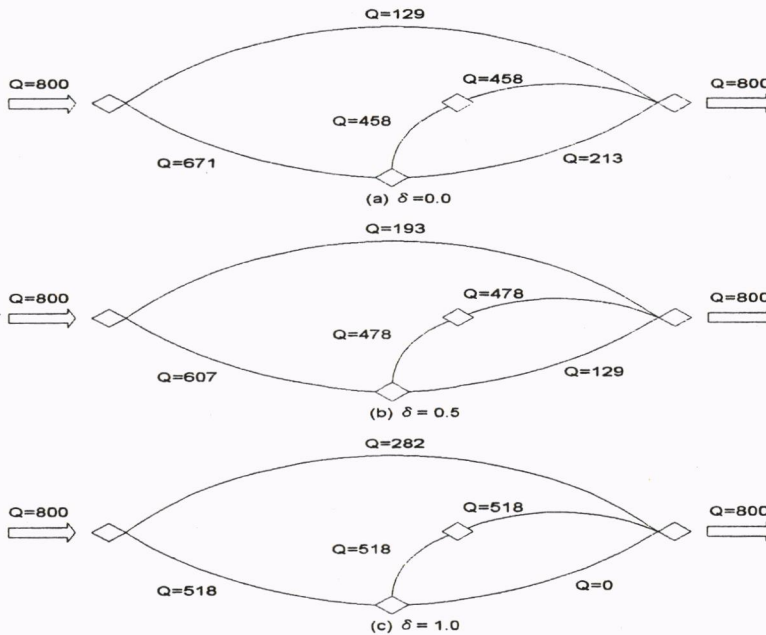 Q=129
Q=800
Q=458
Q=800
Q=458
Q=671
Q=213
(a) δ=0.0
Q=193
Q=800
Q=478
Q=800
Q=478
Q=607
Q=129
(b) δ = 0.5
Q=282
Q=800
Q=518
Q=800
Q=518
Q=518
Q=0
(c) δ = 1.0